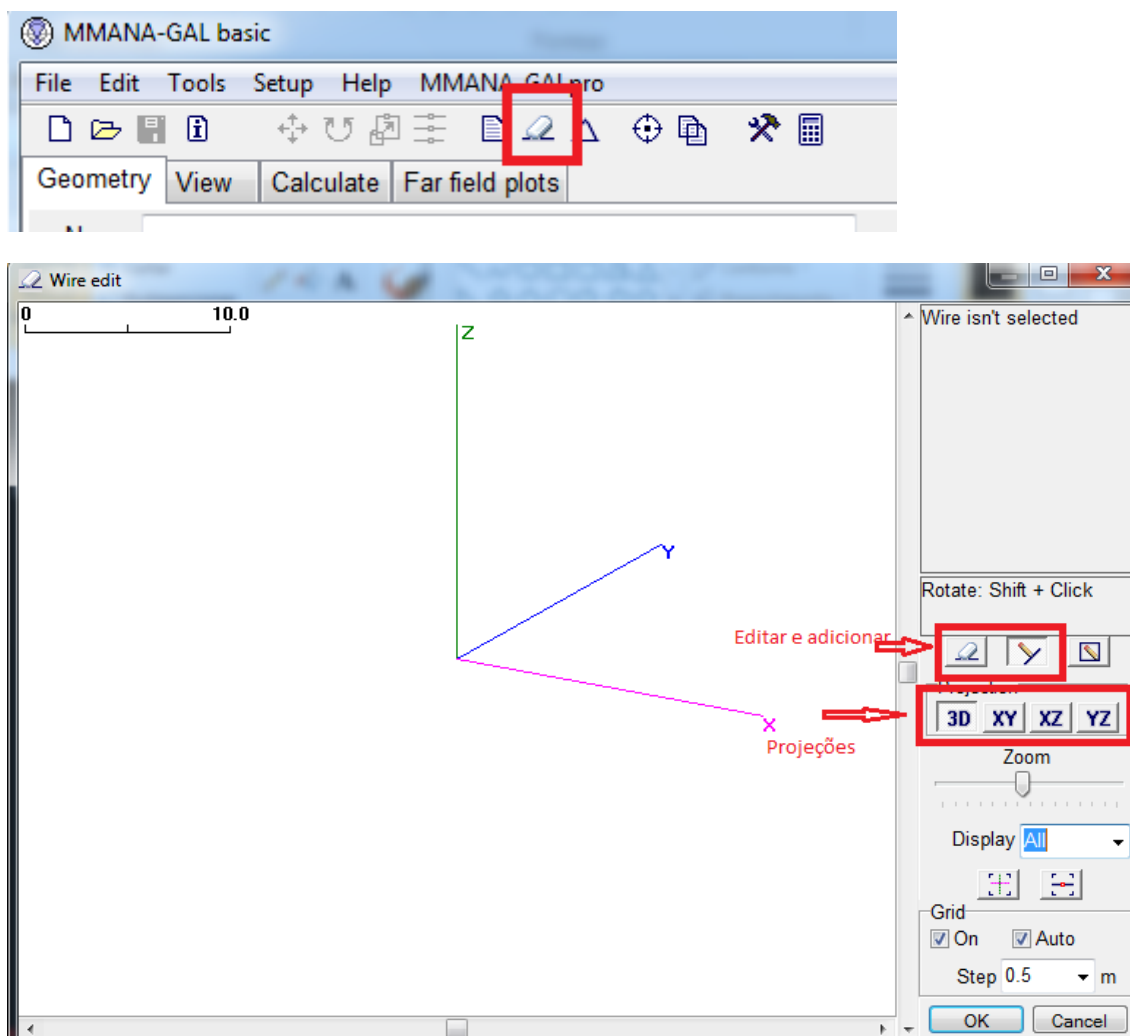 MMANA-GAL basic
File Edit Tools Setup Help MMANA-GAL pro
Geometry View Calculate Far field plots
Wire edit
0 10.0
Wire isn't selected
Z
Y
X
Rotate: Shift + Click
Editar e adicionar
Projection
3D XY XZ YZ
Projeções
Zoom
Display All
Grid
On Auto
Step 0.5 m
OK Cancel